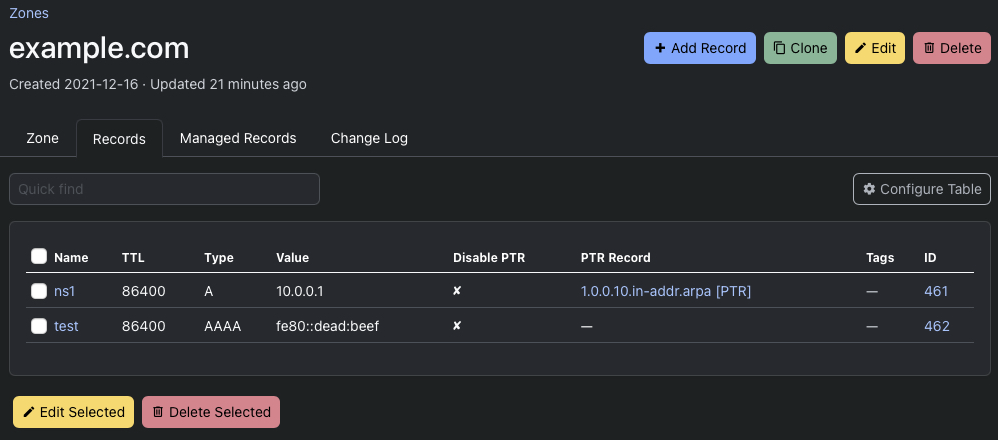 Zones
example.com
Add Record Clone Edit Delete
Created 2021-12-16 · Updated 21 minutes ago
Zone Records Managed Records Change Log
Quick find Configure Table
Name TTL Type Value Disable PTR PTR Record Tags ID
ns1 86400 A 10.0.0.1 ✘ 1.0.0.10.in-addr.arpa [PTR] — 461
test 86400 AAAA fe80::dead:beef ✘ — — 462
Edit Selected Delete Selected